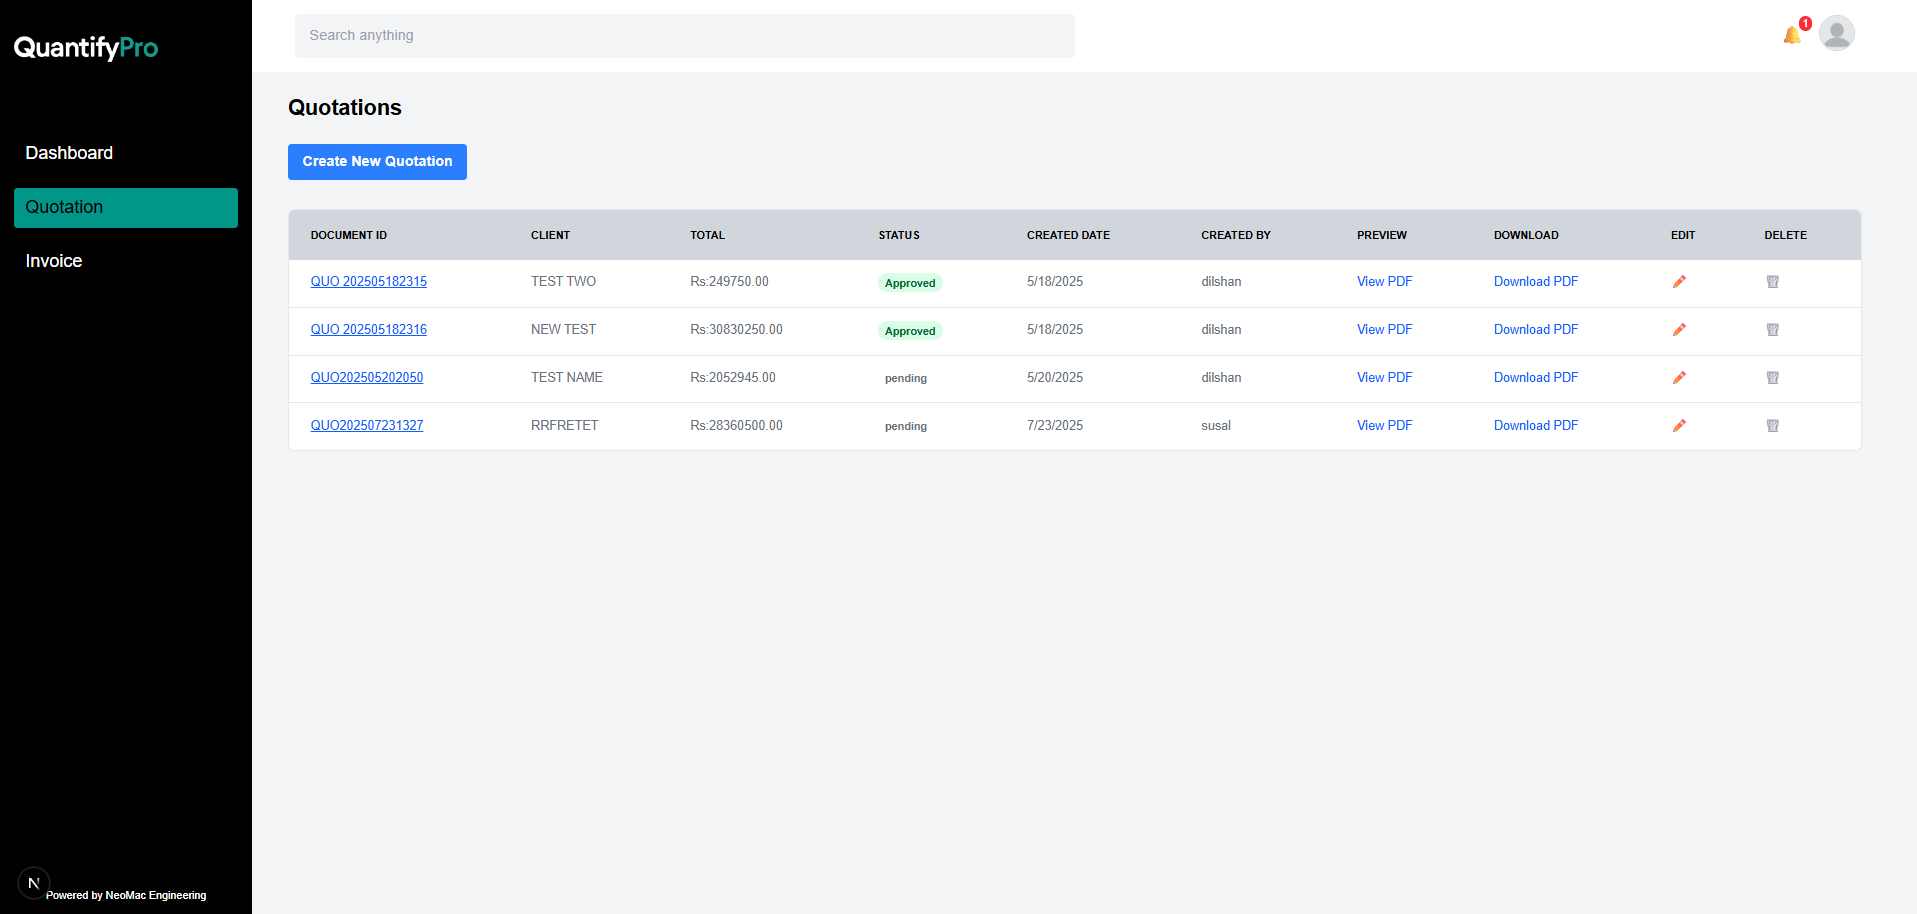 QuantifyPro
Search anything
1
Dashboard
Quotation
Invoice
Quotations
Create New Quotation
DOCUMENT ID CLIENT TOTAL STATUS CREATED DATE CREATED BY PREVIEW DOWNLOAD EDIT DELETE
QUO 202505182315 TEST TWO Rs:249750.00 Approved 5/18/2025 dilshan View PDF Download PDF
QUO 202505182316 NEW TEST Rs:30830250.00 Approved 5/18/2025 dilshan View PDF Download PDF
QUO202505202050 TEST NAME Rs:2052945.00 pending 5/20/2025 dilshan View PDF Download PDF
QUO202507231327 RRFRETET Rs:28360500.00 pending 7/23/2025 susal View PDF Download PDF
N
Powered by NeoMac Engineering